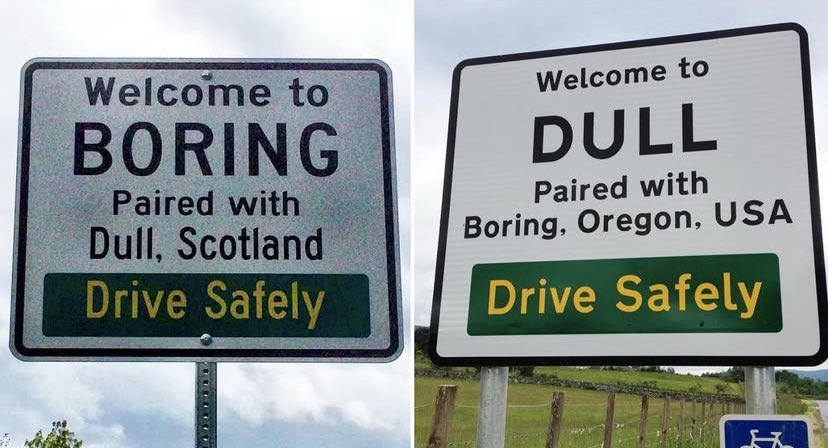 Welcome to
BORING
Paired with
Dull, Scotland
Drive Safely
Welcome to
DULL
Paired with
Boring, Oregon, USA
Drive Safely